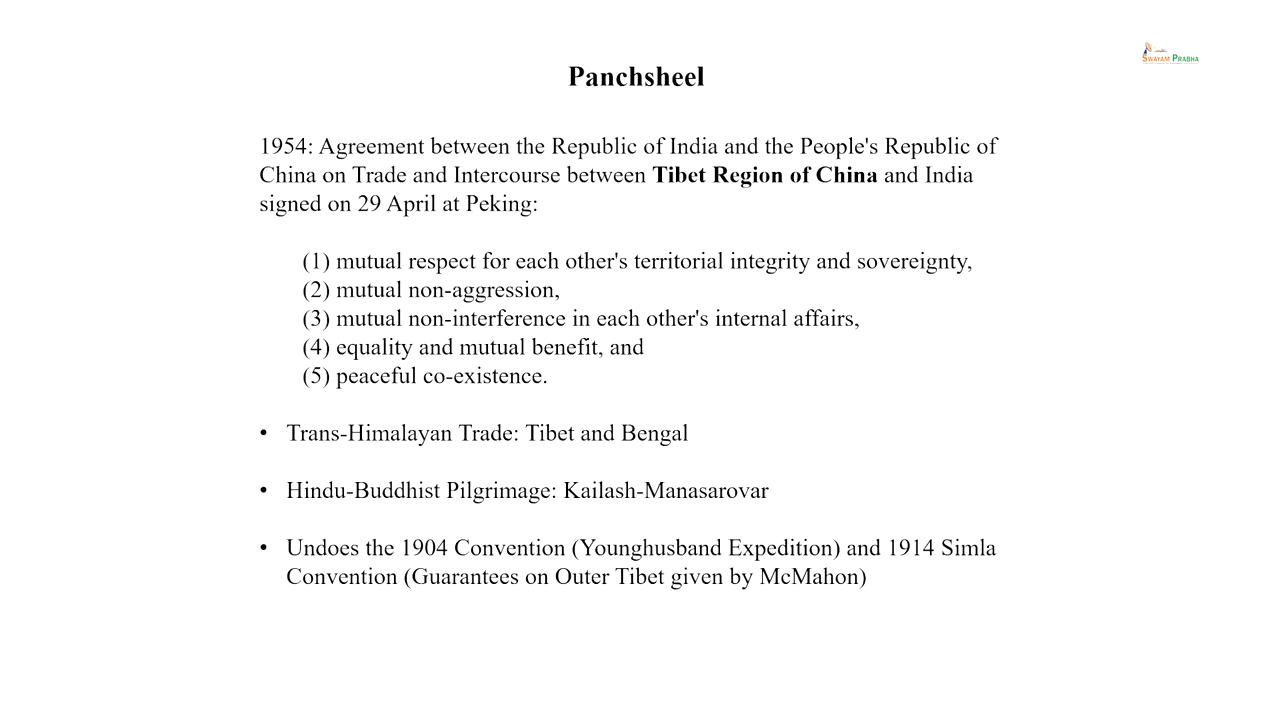 SWAYAM PRABHA
Panchsheel
1954: Agreement between the Republic of India and the People's Republic of
China on Trade and Intercourse between Tibet Region of China and India
signed on 29 April at Peking:
(1) mutual respect for each other's territorial integrity and sovereignty,
(2) mutual non-aggression,
(3) mutual non-interference in each other's internal affairs,
(4) equality and mutual benefit, and
(5) peaceful co-existence.
• Trans-Himalayan Trade: Tibet and Bengal
• Hindu-Buddhist Pilgrimage: Kailash-Manasarovar
• Undoes the 1904 Convention (Younghusband Expedition) and 1914 Simla
Convention (Guarantees on Outer Tibet given by McMahon)